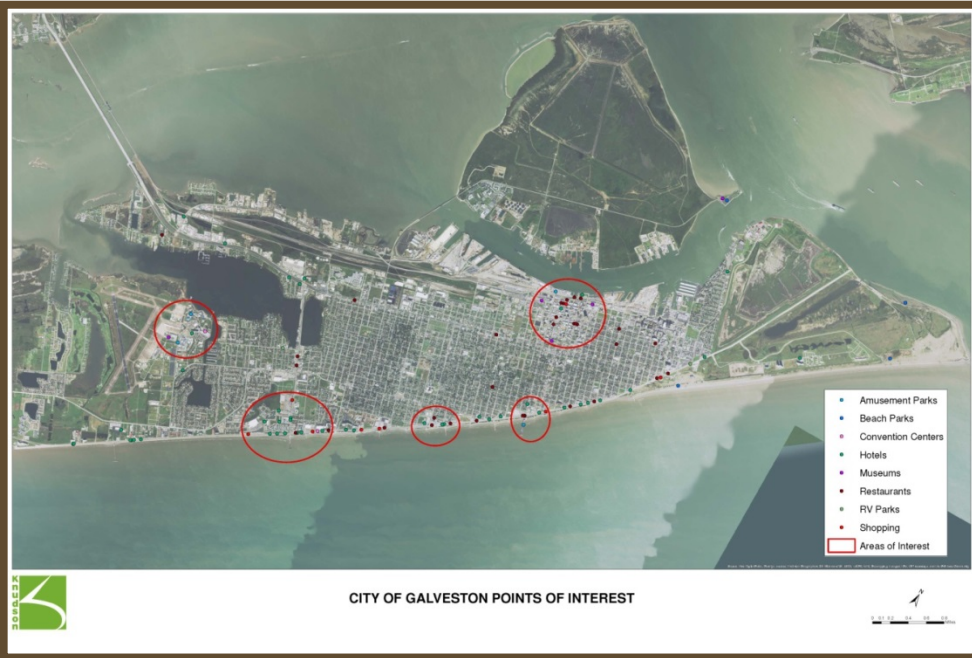 Amusement Parks
Beach Parks
Convention Centers
Hotels
Museums
Restaurants
RV Parks
Shopping
Areas of Interest
Knudson
CITY OF GALVESTON POINTS OF INTEREST